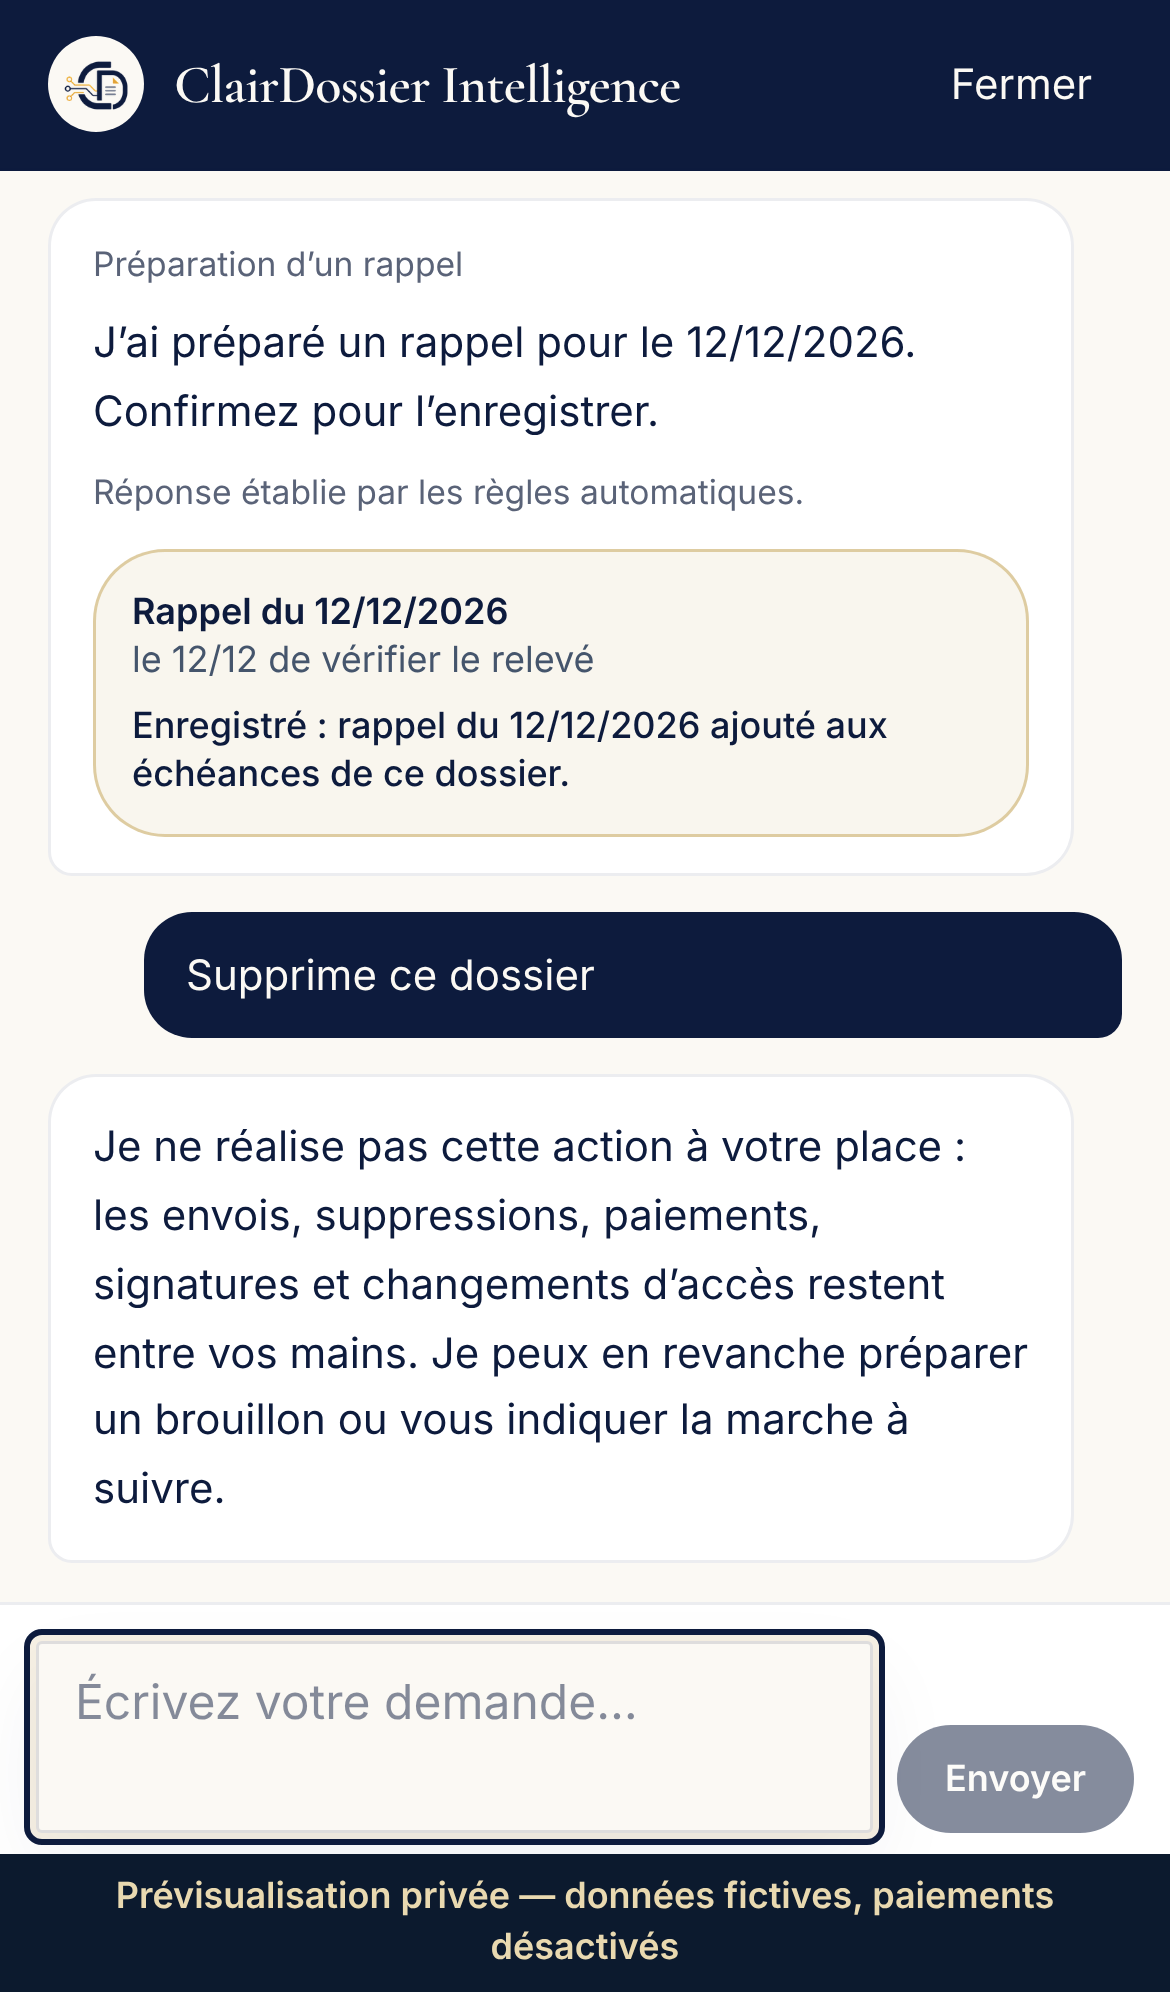 ClairDossier Intelligence
Fermer
Préparation d’un rappel
J’ai préparé un rappel pour le 12/12/2026.
Confirmez pour l’enregistrer.
Réponse établie par les règles automatiques.
Rappel du 12/12/2026
le 12/12 de vérifier le relevé
Enregistré : rappel du 12/12/2026 ajouté aux
échéances de ce dossier.
Supprime ce dossier
Je ne réalise pas cette action à votre place :
les envois, suppressions, paiements,
signatures et changements d’accès restent
entre vos mains. Je peux en revanche préparer
un brouillon ou vous indiquer la marche à
suivre.
Écrivez votre demande...
Envoyer
Prévisualisation privée — données fictives, paiements
désactivés